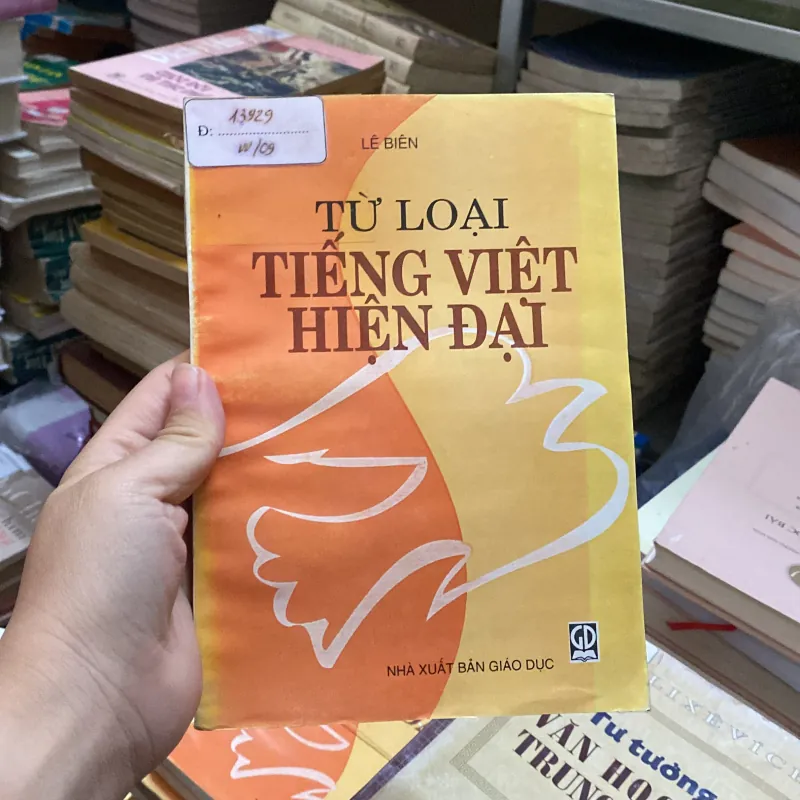 13929
Đ: ........................
LÊ BIÊN
TỪ LOẠI
TIẾNG VIỆT
HIỆN ĐẠI
GD
NHÀ XUẤT BẢN GIÁO DỤC
Tư tưởng
VĂN HỌC
TRUNG